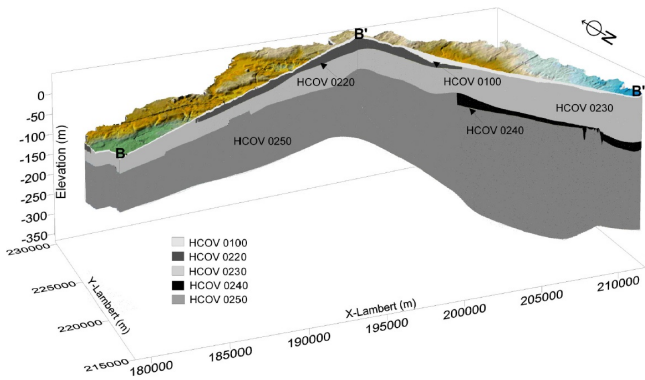 B'
N
0
-50
-100
-150
-200
-250
-300
-350
Elevation (m)
HCOV 0220
HCOV 0100
B'
HCOV 0230
B
HCOV 0250
HCOV 0240
230000
225000
220000
215000
Y-Lambert (m)
HCOV 0100
HCOV 0220
HCOV 0230
HCOV 0240
HCOV 0250
X-Lambert (m)
180000
185000
190000
195000
200000
205000
210000